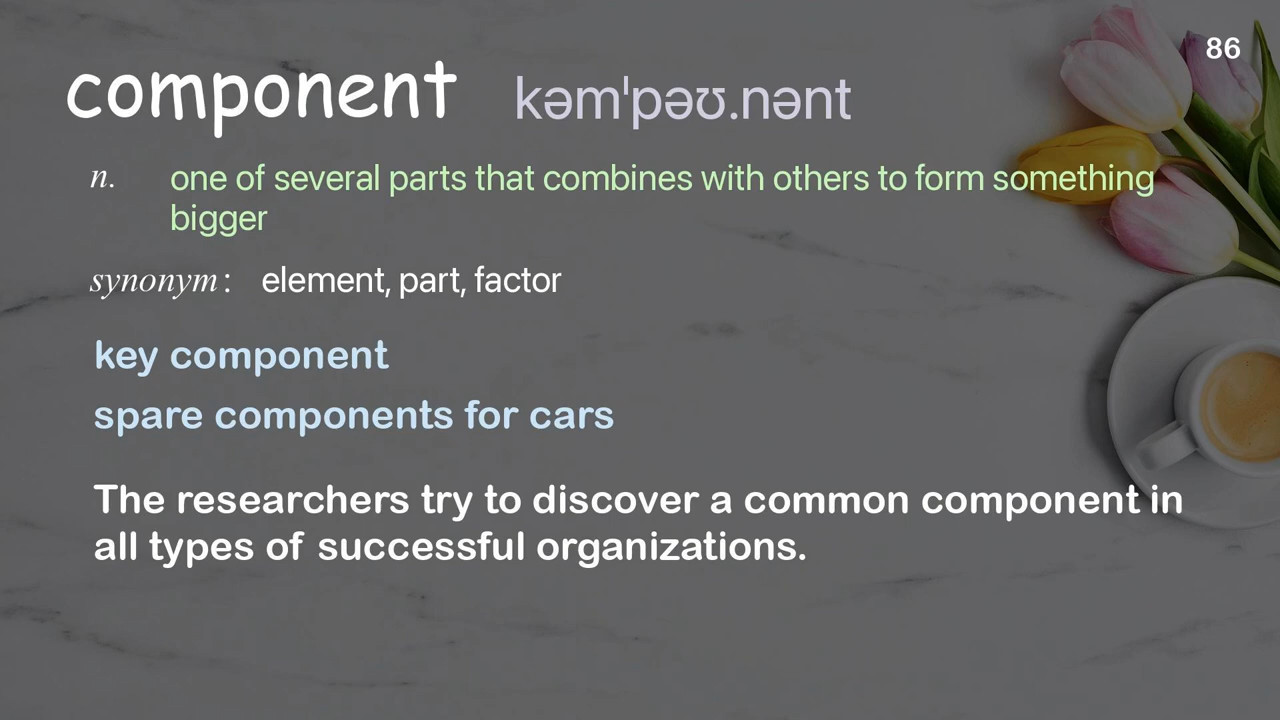 86
component kəmˈpəʊ.nənt
n. one of several parts that combines with others to form something
bigger
synonym: element, part, factor
key component
spare components for cars
The researchers try to discover a common component in
all types of successful organizations.